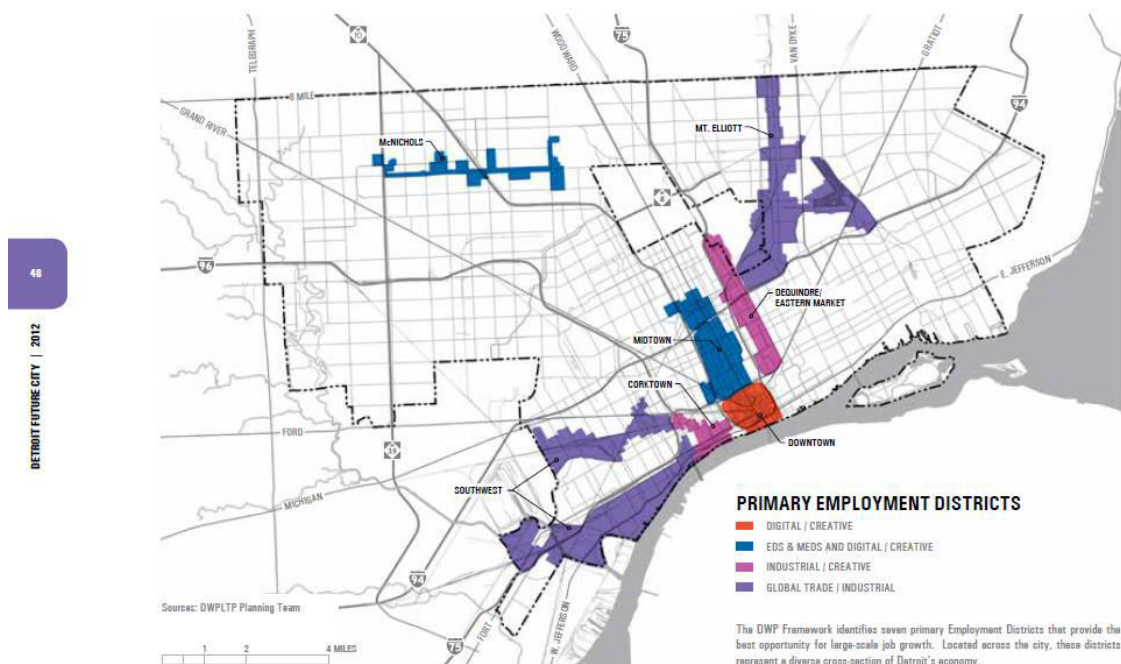 10
75
TELEGRAPH
WOODWARD
VAN DYKE
GRATIOT
8 MILE
94
GRAND RIVER
MT. ELLIOTT
McNICHOLS
8
96
E. JEFFERSON
48
DEQUINDRE/
EASTERN MARKET
MIDTOWN
CORKTOWN
DETROIT FUTURE CITY | 2012
FORD
DOWNTOWN
39
MICHIGAN
SOUTHWEST
PRIMARY EMPLOYMENT DISTRICTS
DIGITAL / CREATIVE
EDS & MEDS AND DIGITAL / CREATIVE
INDUSTRIAL / CREATIVE
GLOBAL TRADE / INDUSTRIAL
94
Sources: DWPLTP Planning Team
FORT
W. JEFFERSON
75
1 2 4 MILES
The DWP Framework identifies seven primary Employment Districts that provide the
best opportunity for large-scale job growth. Located across the city, these districts
represent a diverse cross-section of Detroit's economy.